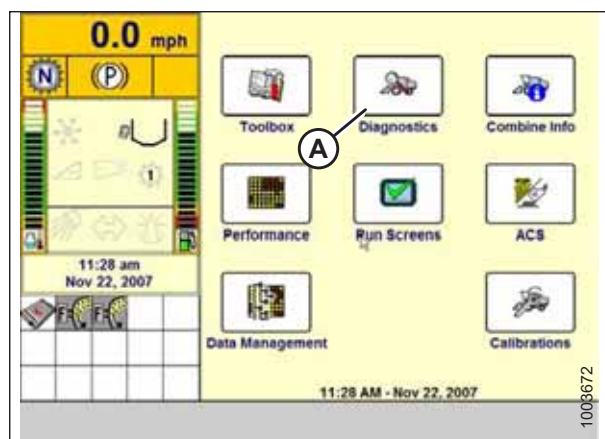 0.0 mph
N (P)
1
11:28 am
Nov 22, 2007
F F
Toolbox
Diagnostics
Combine Info
A
Performance
Run Screens
ACS
Data Management
Calibrations
11:28 AM - Nov 22, 2007
1003672